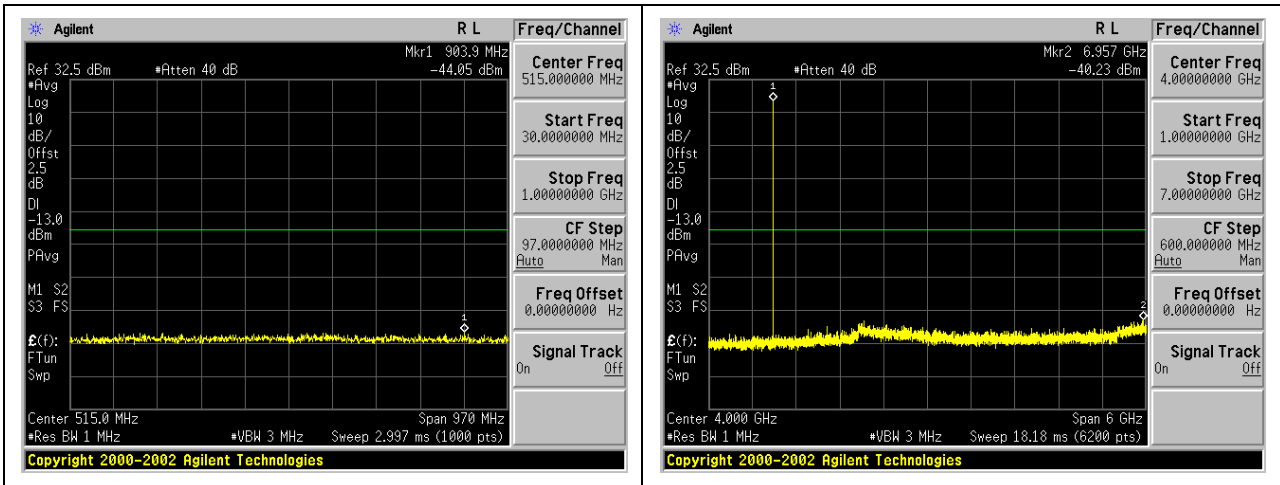 Agilent R L
Mkr1 903.9 MHz
Ref 32.5 dBm #Atten 40 dB -44.05 dBm
#Avg
Log
10
dB/
Offst
2.5
dB
DI
-13.0
dBm
PAvg
M1 S2
S3 FS
£(f):
FTun
Swp
1
Center 515.0 MHz Span 970 MHz
#Res BW 1 MHz #VBW 3 MHz Sweep 2.997 ms (1000 pts)
Copyright 2000-2002 Agilent Technologies
Freq/Channel
Center Freq
515.000000 MHz
Start Freq
30.0000000 MHz
Stop Freq
1.00000000 GHz
CF Step
97.0000000 MHz
Auto Man
Freq Offset
0.00000000 Hz
Signal Track
On Off
Agilent R L
Mkr2 6.957 GHz
Ref 32.5 dBm #Atten 40 dB -40.23 dBm
#Avg
Log
10
dB/
Offst
2.5
dB
DI
-13.0
dBm
PAvg
M1 S2
S3 FS
£(f):
FTun
Swp
1
2
Center 4.000 GHz Span 6 GHz
#Res BW 1 MHz #VBW 3 MHz Sweep 18.18 ms (6200 pts)
Copyright 2000-2002 Agilent Technologies
Freq/Channel
Center Freq
4.00000000 GHz
Start Freq
1.00000000 GHz
Stop Freq
7.00000000 GHz
CF Step
600.000000 MHz
Auto Man
Freq Offset
0.00000000 Hz
Signal Track
On Off